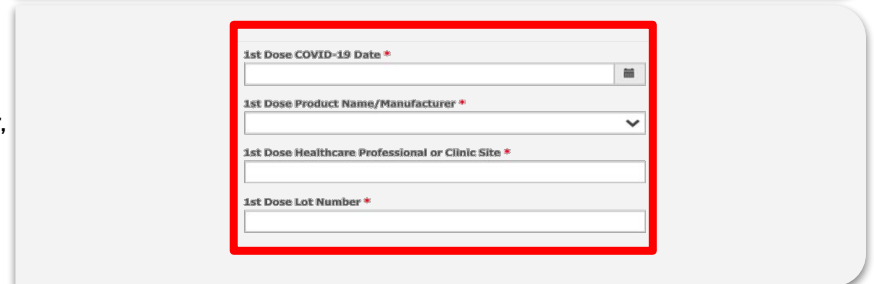 1st Dose COVID-19 Date *
1st Dose Product Name/Manufacturer *
,
1st Dose Healthcare Professional or Clinic Site *
1st Dose Lot Number *